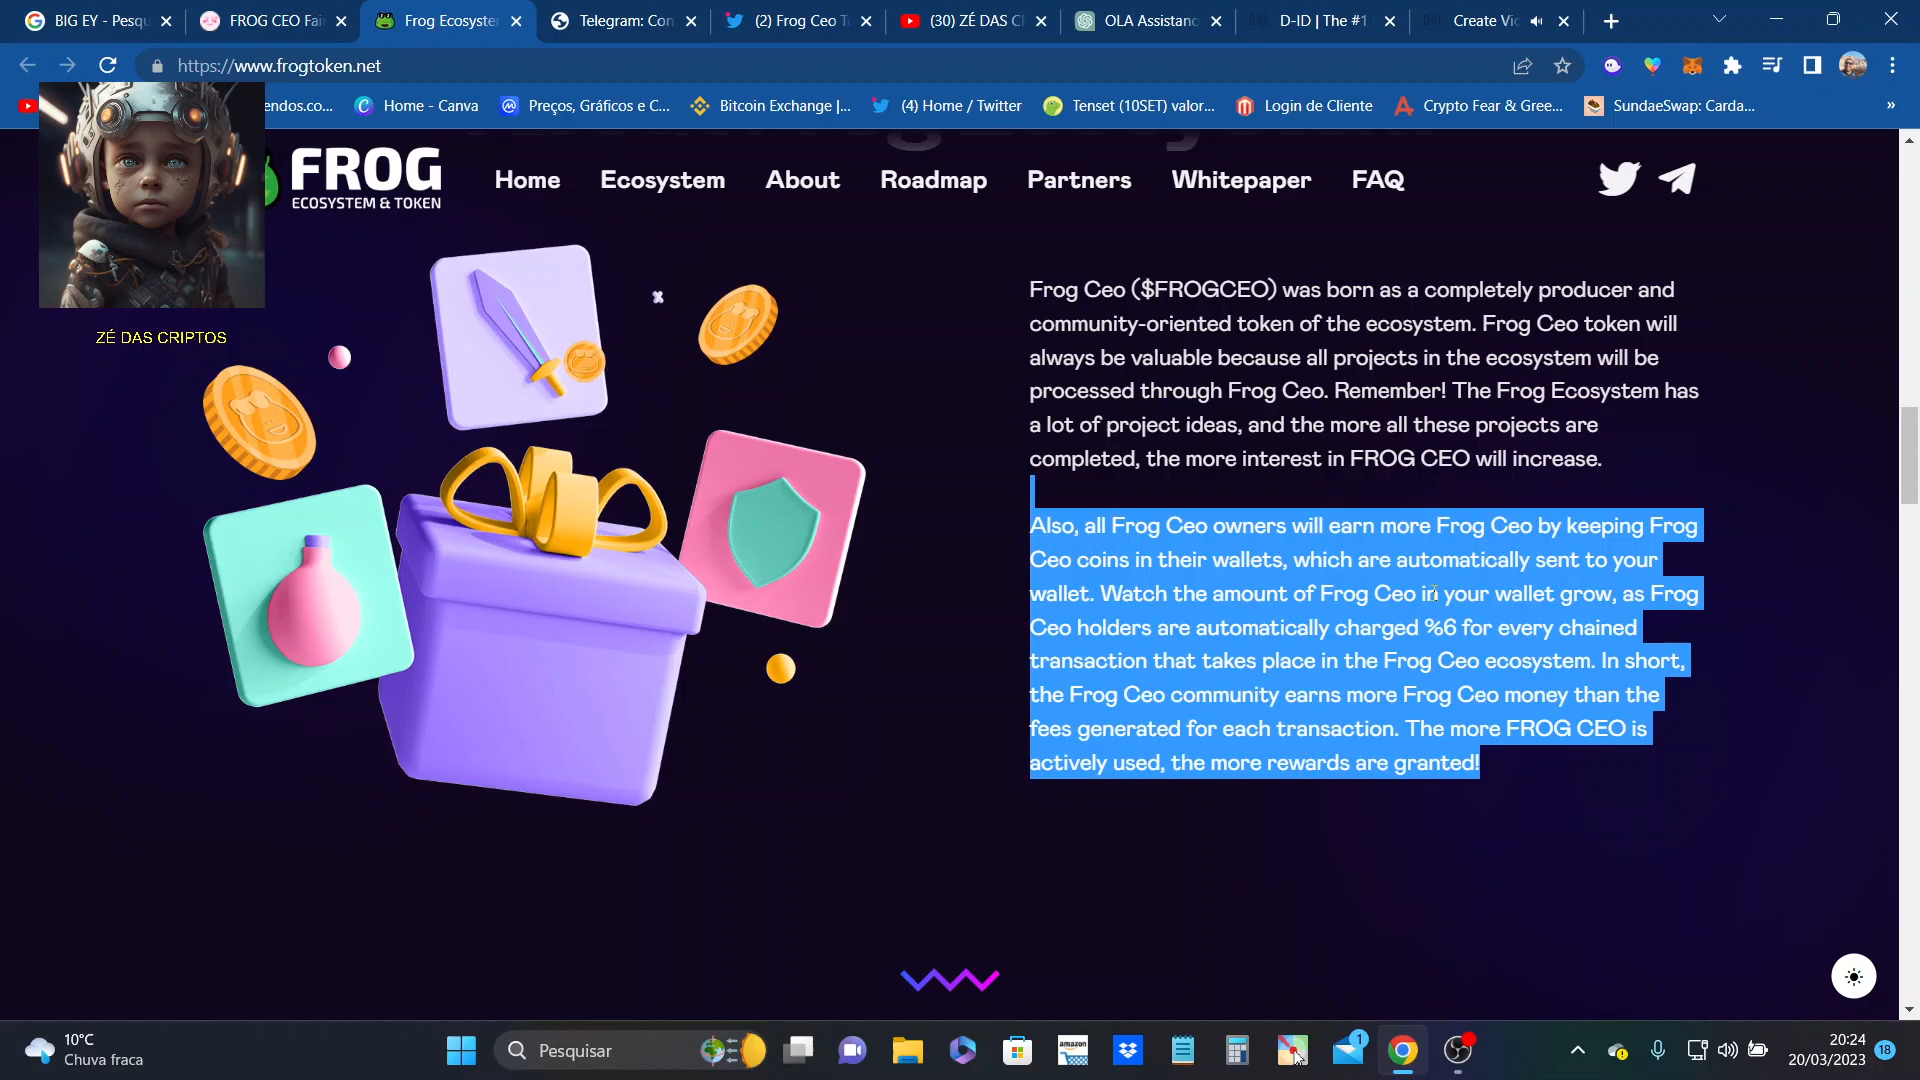 BIG EY - Pesqu
FROG CEO Fai
Frog Ecosyste
Telegram: Con
(2) Frog Ceo T
(30) ZÉ DAS C
OLA Assistanc
D-ID | The #1
Create Vi
https://www.frogtoken.net
endos.co...
Home - Canva
Preços, Gráficos e C...
Bitcoin Exchange |...
(4) Home / Twitter
Tenset (10SET) valor...
Login de Cliente
Crypto Fear & Gree...
SundaeSwap: Carda...
»
FROG
ECOSYSTEM & TOKEN
Home
Ecosystem
About
Roadmap
Partners
Whitepaper
FAQ
ZÉ DAS CRIPTOS
Frog Ceo ($FROGCEO) was born as a completely producer and
community-oriented token of the ecosystem. Frog Ceo token will
always be valuable because all projects in the ecosystem will be
processed through Frog Ceo. Remember! The Frog Ecosystem has
a lot of project ideas, and the more all these projects are
completed, the more interest in FROG CEO will increase.
Also, all Frog Ceo owners will earn more Frog Ceo by keeping Frog
Ceo coins in their wallets, which are automatically sent to your
wallet. Watch the amount of Frog Ceo in your wallet grow, as Frog
Ceo holders are automatically charged %6 for every chained
transaction that takes place in the Frog Ceo ecosystem. In short,
the Frog Ceo community earns more Frog Ceo money than the
fees generated for each transaction. The more FROG CEO is
actively used, the more rewards are granted!
10°C
Chuva fraca
Pesquisar
amazon
1
20:24
20/03/2023
18